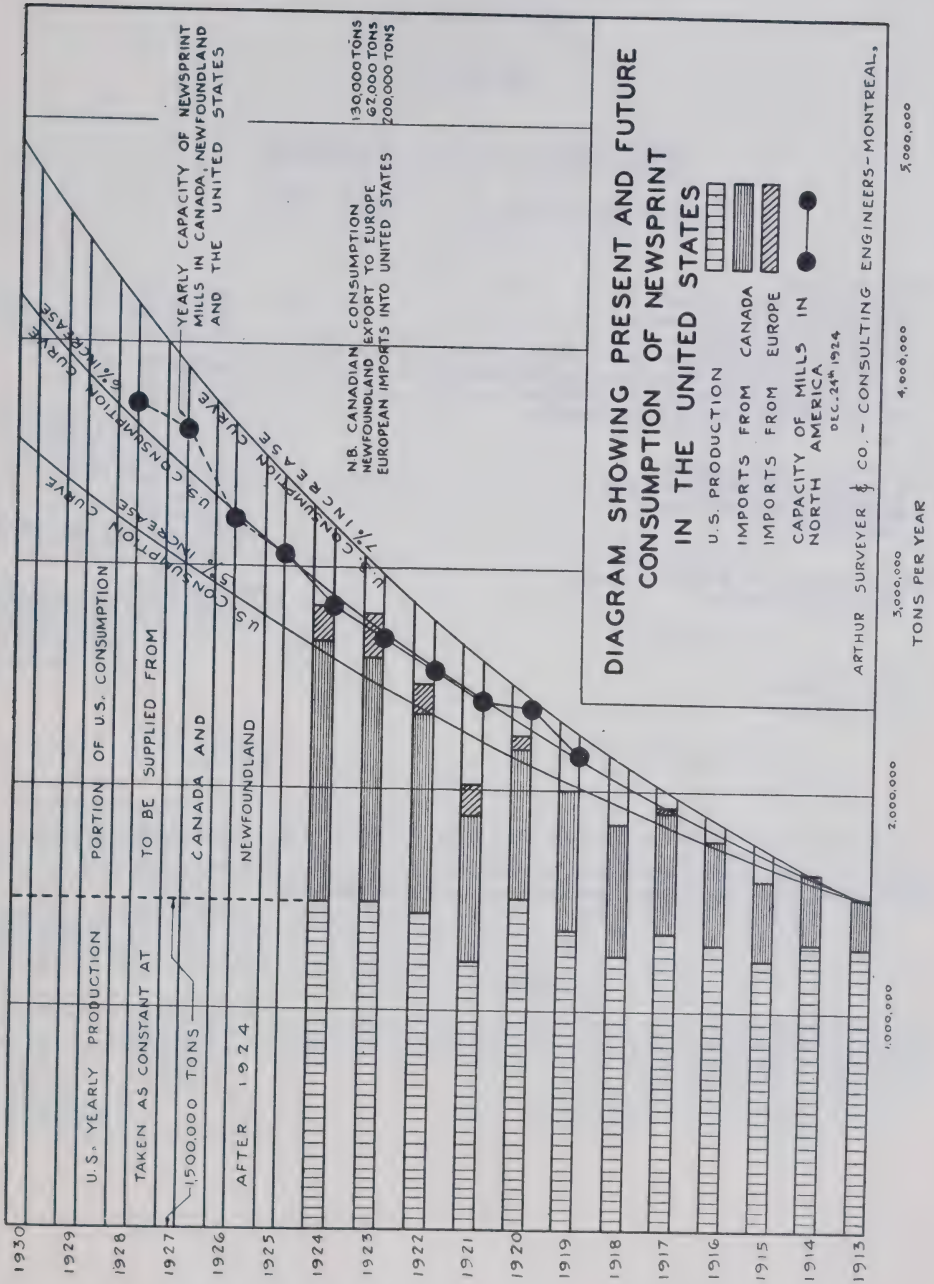 1930
1929
1928
1927
1926
1925
1924
1923
1922
1921
1920
1919
1918
1917
1916
1915
1914
1913
U.S. YEARLY PRODUCTION
TAKEN AS CONSTANT AT
1,500,000 TONS
AFTER 1924
PORTION OF U.S. CONSUMPTION
TO BE SUPPLIED FROM
CANADA AND
NEWFOUNDLAND
U.S. CONSUMPTION CURVE
5% INCREASE
U.S. CONSUMPTION CURVE
6% INCREASE
U.S. CONSUMPTION CURVE
7% INCREASE
YEARLY CAPACITY OF NEWSPRINT
MILLS IN CANADA, NEWFOUNDLAND
AND THE UNITED STATES
N.B. CANADIAN CONSUMPTION 130,000 TONS
NEWFOUNDLAND EXPORT TO EUROPE 62,000 TONS
EUROPEAN IMPORTS INTO UNITED STATES 200,000 TONS
DIAGRAM SHOWING PRESENT AND FUTURE
CONSUMPTION OF NEWSPRINT
IN THE UNITED STATES
U.S. PRODUCTION
IMPORTS FROM CANADA
IMPORTS FROM EUROPE
CAPACITY OF MILLS IN
NORTH AMERICA
DEC. 24th 1924
ARTHUR SURVEYER & CO. - CONSULTING ENGINEERS - MONTREAL.
1,000,000
2,000,000
3,000,000
4,000,000
5,000,000
TONS PER YEAR